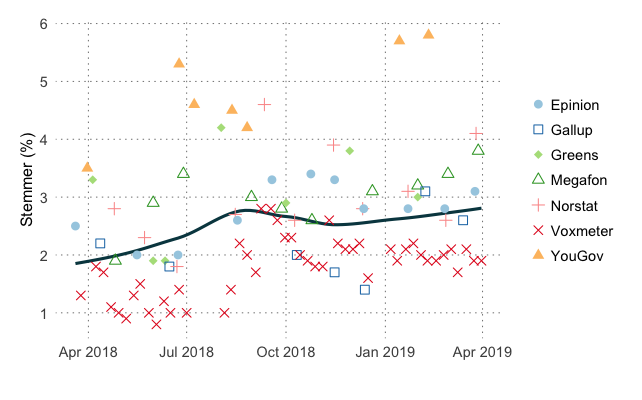 6
5
4
3
2
1
Stemmer (%)
Apr 2018
Jul 2018
Oct 2018
Jan 2019
Apr 2019
Epinion
Gallup
Greens
Megafon
Norstat
Voxmeter
YouGov